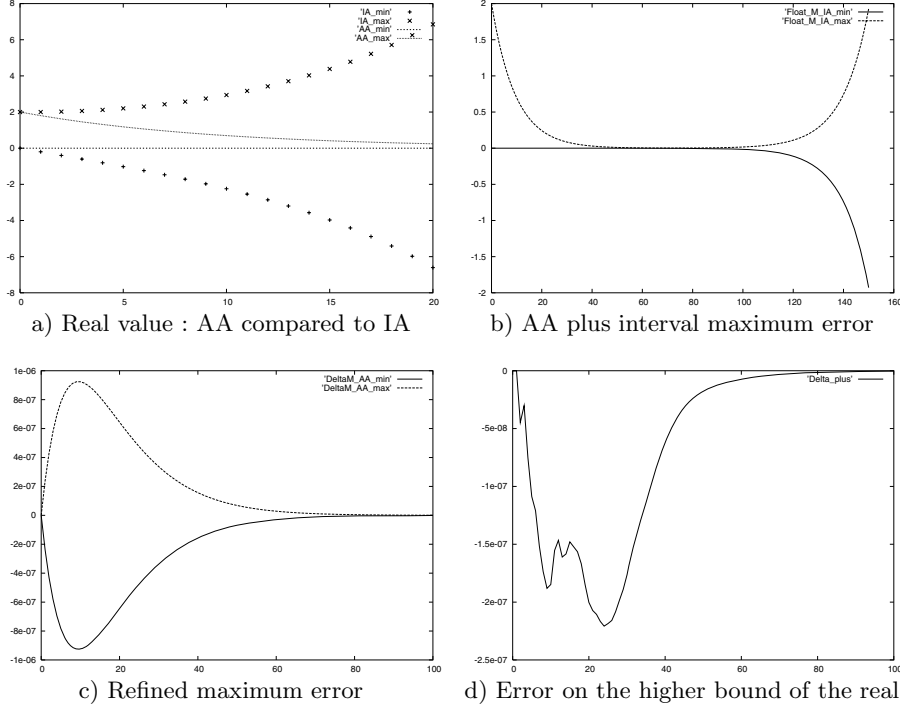 8
6
4
2
0
-2
-4
-6
-8
0 5 10 15 20
'IA_min'
'IA_max'
'AA_min'
'AA_max'
a) Real value : AA compared to IA
2
1.5
1
0.5
0
-0.5
-1
-1.5
-2
0 20 40 60 80 100 120 140 160
'Float_M_IA_min'
'Float_M_IA_max'
b) AA plus interval maximum error
1e-06
8e-07
6e-07
4e-07
2e-07
0
-2e-07
-4e-07
-6e-07
-8e-07
-1e-06
0 20 40 60 80 100
'DeltaM_AA_min'
'DeltaM_AA_max'
c) Refined maximum error
0
-5e-08
-1e-07
-1.5e-07
-2e-07
-2.5e-07
0 20 40 60 80 100
'Delta_plus'
d) Error on the higher bound of the real